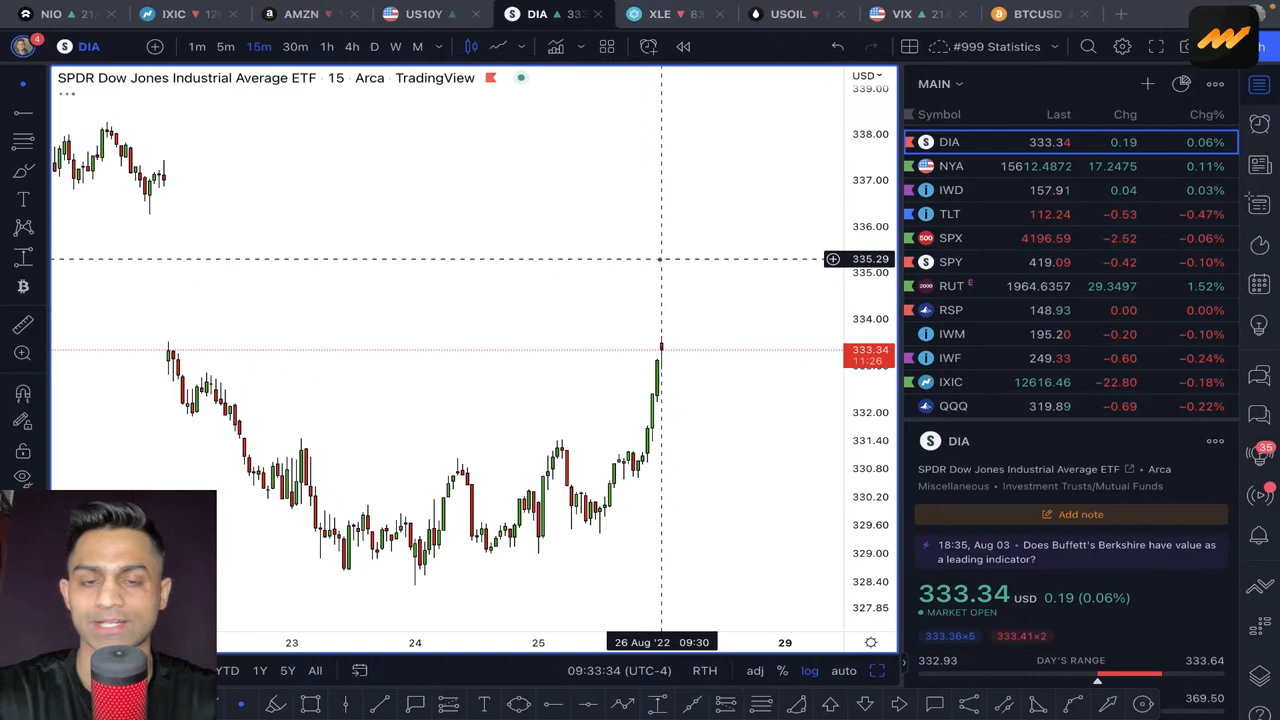 NIO ▲ 21.
IXIC ▼ 12
AMZN ▼
US10Y ▲
DIA ▲ 333
XLE ▼ 83
USOIL ▼
VIX ▲ 21.
BTCUSD
4
DIA
1m 5m 15m 30m 1h 4h D W M
#999 Statistics
SPDR Dow Jones Industrial Average ETF · 15 · Arca · TradingView
USD
339.00
338.00
337.00
336.00
335.29
335.00
334.00
333.34
11:26
332.00
331.40
330.80
330.20
329.60
329.00
328.40
327.85
23 24 25 26 Aug '22 09:30 29
YTD 1Y 5Y All
09:33:34 (UTC-4) RTH adj % log auto
MAIN
Symbol Last Chg Chg%
DIA 333.34 0.19 0.06%
NYA 15612.4872 17.2475 0.11%
IWD 157.91 0.04 0.03%
TLT 112.24 −0.53 −0.47%
500 SPX 4196.59 −2.52 −0.06%
SPY 419.09 −0.42 −0.10%
2000 RUT E 1964.6357 29.3497 1.52%
RSP 148.93 0.00 0.00%
IWM 195.20 −0.20 −0.10%
IWF 249.33 −0.60 −0.24%
IXIC 12616.46 −22.80 −0.18%
QQQ 319.89 −0.69 −0.22%
DIA
SPDR Dow Jones Industrial Average ETF • Arca
Miscellaneous • Investment Trusts/Mutual Funds
Add note
18:35, Aug 03 • Does Buffett's Berkshire have value as
a leading indicator?
333.34 USD 0.19 (0.06%)
• MARKET OPEN
333.36×5 333.41×2
332.93 DAY'S RANGE 333.64
369.50
35